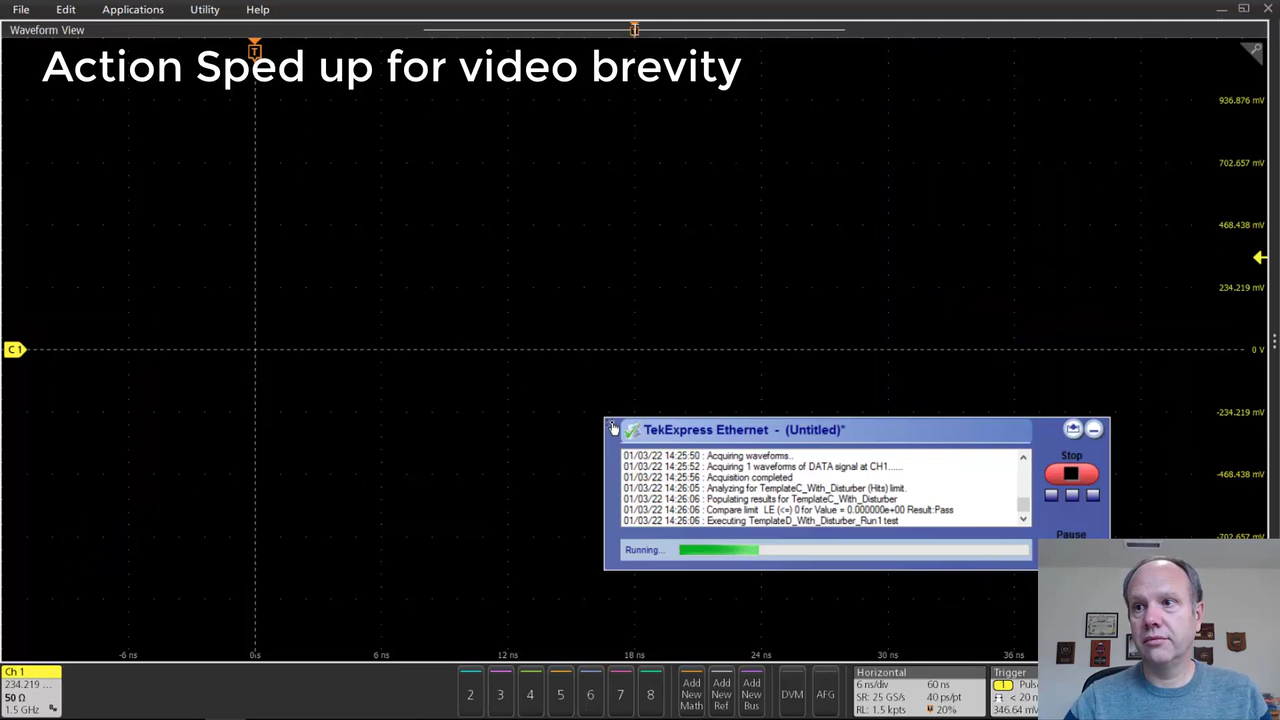 File Edit Applications Utility Help
Waveform View
T
T
Action Sped up for video brevity
936.876 mV
702.657 mV
468.438 mV
234.219 mV
C1
0 V
-234.219 mV
-468.438 mV
-702.657 mV
TekExpress Ethernet - (Untitled)*
01/03/22 14:25:50 : Acquiring waveforms..
01/03/22 14:25:52 : Acquiring 1 waveforms of DATA signal at CH1......
01/03/22 14:25:56 : Acquisition completed
01/03/22 14:26:05 : Analyzing for TemplateC_With_Disturber (Hits) limit.
01/03/22 14:26:06 : Populating results for TemplateC_With_Disturber
01/03/22 14:26:06 : Compare limit LE (<=) 0 for Value = 0.000000e+00 Result:Pass
01/03/22 14:26:06 : Executing TemplateD_With_Disturber_Run1 test
Stop
Pause
Running...
-6 ns 0s 6 ns 12 ns 18 ns 24 ns 30 ns 36 ns
Ch 1
234.219 ...
50 Ω
1.5 GHz
2 3 4 5 6 7 8
Add New Math
Add New Ref
Add New Bus
DVM
AFG
Horizontal
6 ns/div 60 ns
SR: 25 GS/s 40 ps/pt
RL: 1.5 kpts 20%
Trigger
1 Puls
< 20 n
346.64 mV